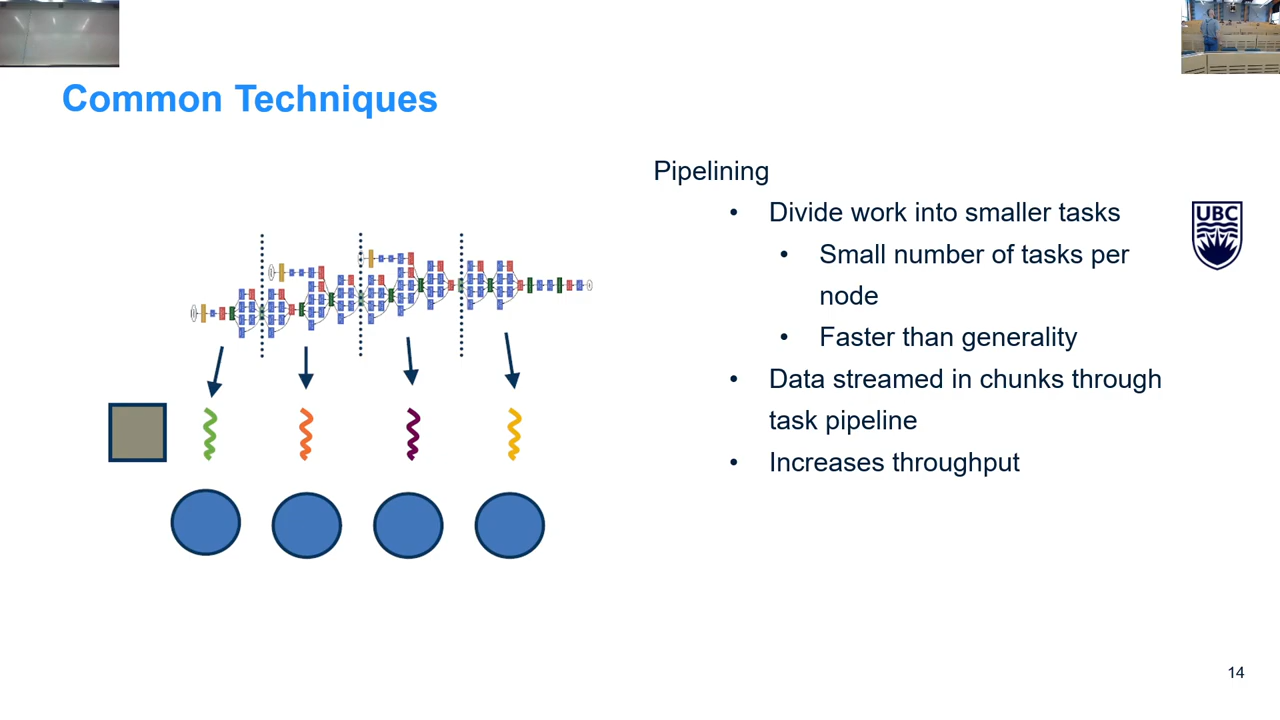 Common Techniques
Pipelining
• Divide work into smaller tasks
• Small number of tasks per
node
• Faster than generality
• Data streamed in chunks through
task pipeline
• Increases throughput
UBC
14